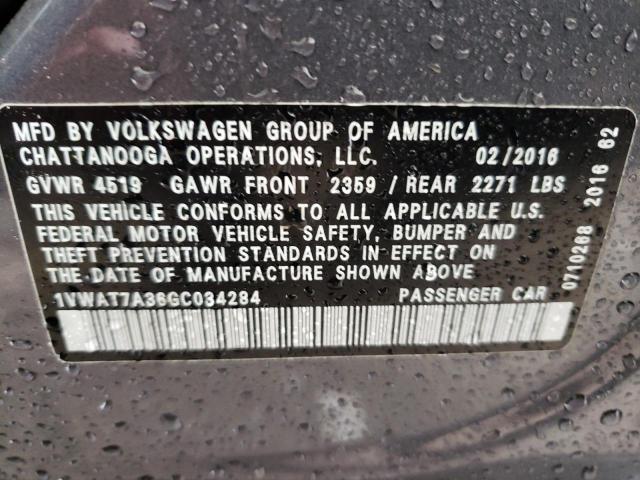 MFD BY VOLKSWAGEN GROUP OF AMERICA
CHATTANOOGA OPERATIONS, LLC. 02/2016
GVWR 4519 GAWR FRONT 2359 / REAR 2271 LBS
THIS VEHICLE CONFORMS TO ALL APPLICABLE U.S.
FEDERAL MOTOR VEHICLE SAFETY, BUMPER AND
THEFT PREVENTION STANDARDS IN EFFECT ON
THE DATE OF MANUFACTURE SHOWN ABOVE
1VWAT7A36GC034284 PASSENGER CAR
0710268 2016 62